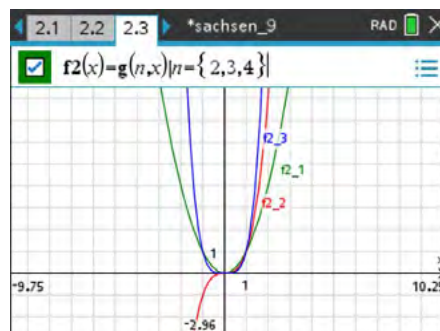 2.1 2.2 2.3 *sachsen_9 RAD
f2(x)=g(n,x)|n={2,3,4}
f2_3
f2_1
f2_2
1
x
-9.75 1 10.25
-2.96